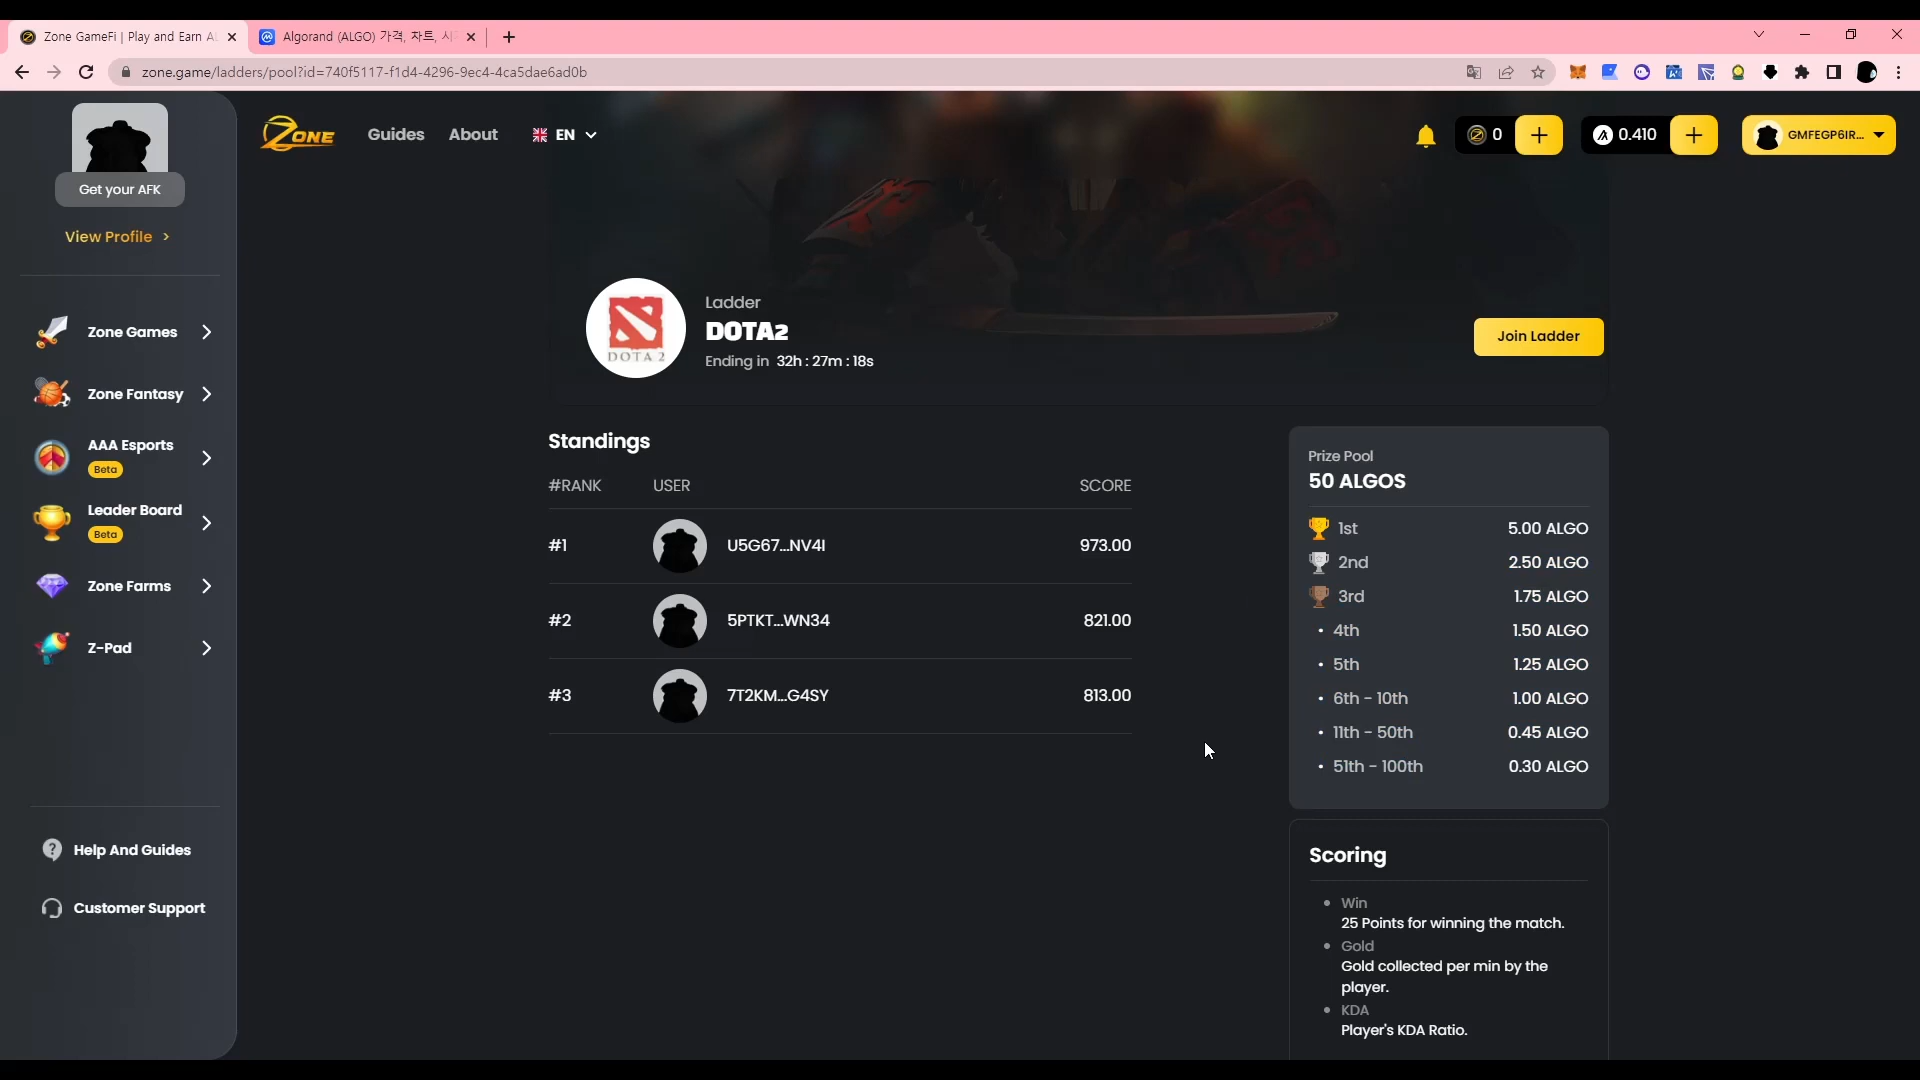 Zone GameFi | Play and Earn AL
Algorand (ALGO) 가격, 차트, 시
zone.game/ladders/pool?id=740f5117-f1d4-4296-9ec4-4ca5dae6ad0b
Get your AFK
View Profile >
Zone Games
Zone Fantasy
AAA Esports
Beta
Leader Board
Beta
Zone Farms
Z-Pad
Help And Guides
Customer Support
ZONE
Guides
About
EN
0
+
0.410
+
GMFEGP6IR...
Ladder
DOTA2
Ending in 32h : 27m : 18s
DOTA 2
Join Ladder
Standings
#RANK USER SCORE
#1 U5G67...NV4I 973.00
#2 5PTKT...WN34 821.00
#3 7T2KM...G4SY 813.00
Prize Pool
50 ALGOS
1st 5.00 ALGO
2nd 2.50 ALGO
3rd 1.75 ALGO
• 4th 1.50 ALGO
• 5th 1.25 ALGO
• 6th - 10th 1.00 ALGO
• 11th - 50th 0.45 ALGO
• 51th - 100th 0.30 ALGO
Scoring
• Win
25 Points for winning the match.
• Gold
Gold collected per min by the
player.
• KDA
Player's KDA Ratio.